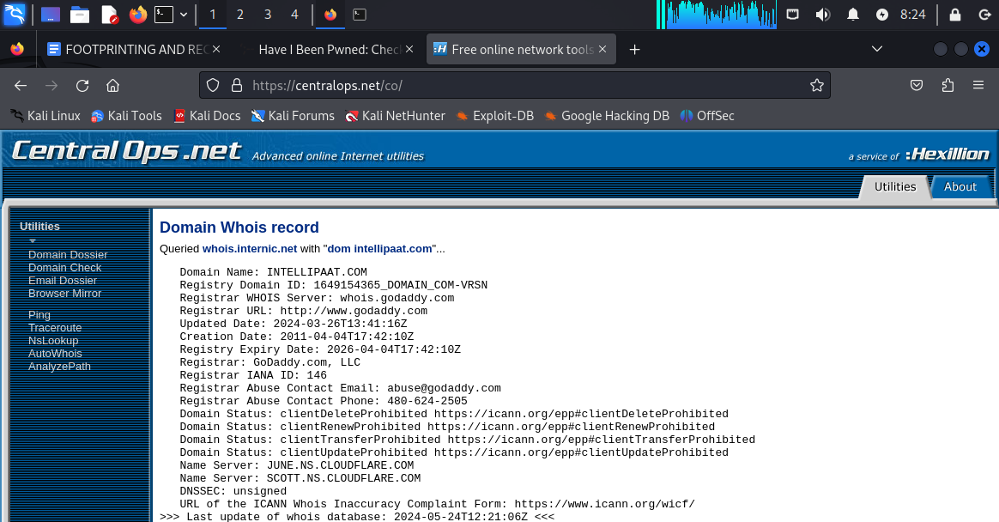 1 2 3 4 8:24
FOOTPRINTING AND REC Have I Been Pwned: Chec Free online network tools
https://centralops.net/co/
Kali Linux Kali Tools Kali Docs Kali Forums Kali NetHunter Exploit-DB Google Hacking DB OffSec
Central Ops.net Advanced online Internet utilities a service of :Hexillion
Utilities About
Utilities
Domain Dossier
Domain Check
Email Dossier
Browser Mirror
Ping
Traceroute
NsLookup
AutoWhois
AnalyzePath
Domain Whois record
Queried whois.internic.net with "dom intellipaat.com"...
Domain Name: INTELLIPAAT.COM
Registry Domain ID: 1649154365_DOMAIN_COM-VRSN
Registrar WHOIS Server: whois.godaddy.com
Registrar URL: http://www.godaddy.com
Updated Date: 2024-03-26T13:41:16Z
Creation Date: 2011-04-04T17:42:10Z
Registry Expiry Date: 2026-04-04T17:42:10Z
Registrar: GoDaddy.com, LLC
Registrar IANA ID: 146
Registrar Abuse Contact Email: abuse@godaddy.com
Registrar Abuse Contact Phone: 480-624-2505
Domain Status: clientDeleteProhibited https://icann.org/epp#clientDeleteProhibited
Domain Status: clientRenewProhibited https://icann.org/epp#clientRenewProhibited
Domain Status: clientTransferProhibited https://icann.org/epp#clientTransferProhibited
Domain Status: clientUpdateProhibited https://icann.org/epp#clientUpdateProhibited
Name Server: JUNE.NS.CLOUDFLARE.COM
Name Server: SCOTT.NS.CLOUDFLARE.COM
DNSSEC: unsigned
URL of the ICANN Whois Inaccuracy Complaint Form: https://www.icann.org/wicf/
>>> Last update of whois database: 2024-05-24T12:21:06Z <<<